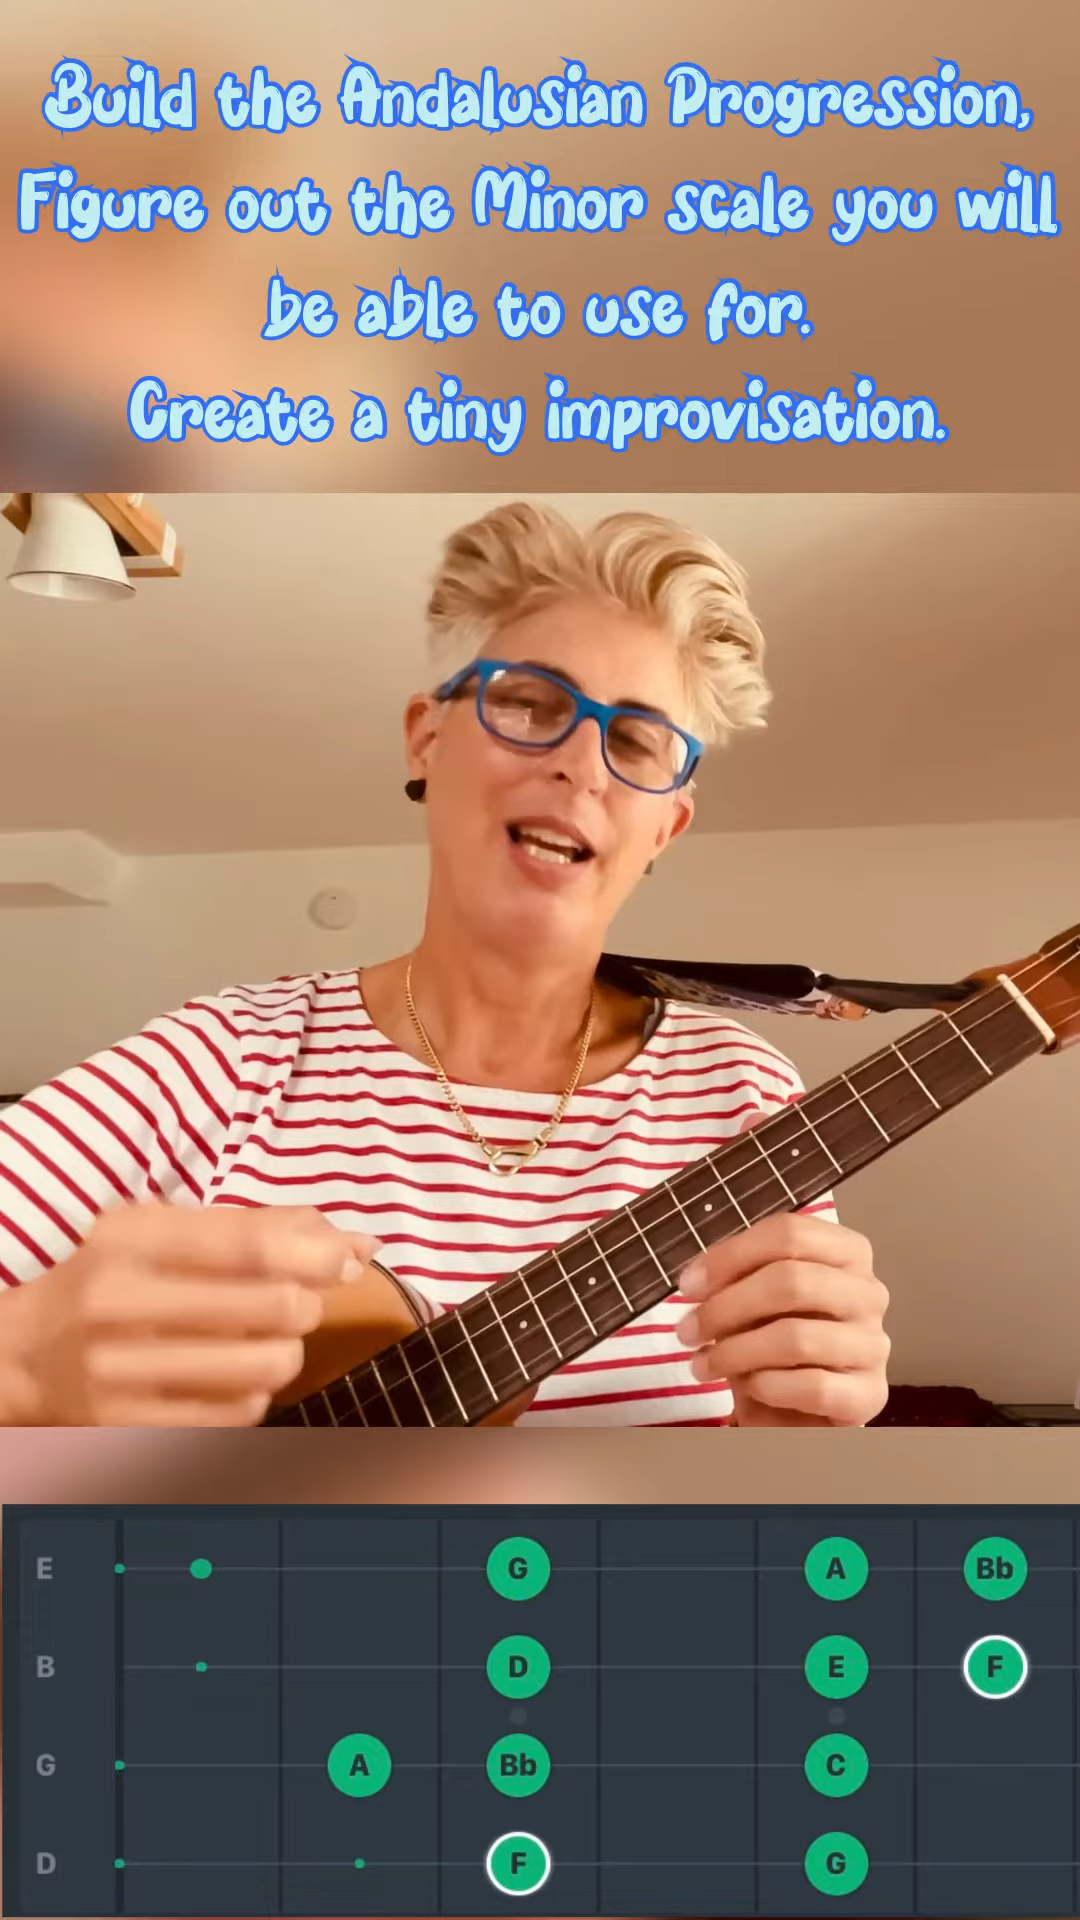 Build the Andalusian Progression,
Figure out the Minor scale you will
be able to use for.
Create a tiny improvisation.
E G A Bb
B D E F
G A Bb C
D F G